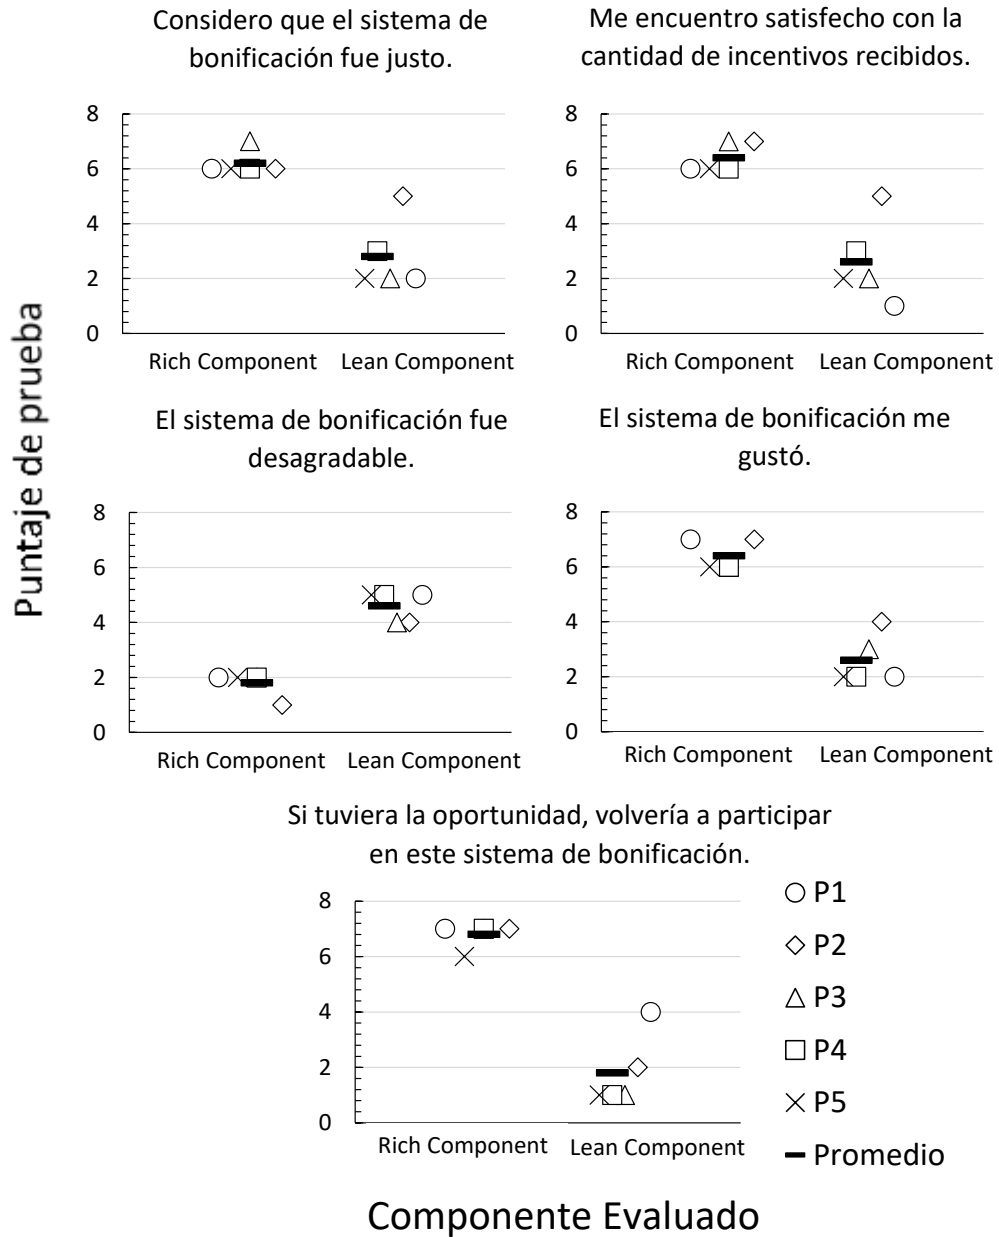 Considero que el sistema de
bonificación fue justo.
Me encuentro satisfecho con la
cantidad de incentivos recibidos.
8
6
4
2
0
Rich Component Lean Component
8
6
4
2
0
Rich Component Lean Component
Puntaje de prueba
El sistema de bonificación fue
desagradable.
El sistema de bonificación me
gustó.
8
6
4
2
0
Rich Component Lean Component
8
6
4
2
0
Rich Component Lean Component
Si tuviera la oportunidad, volvería a participar
en este sistema de bonificación.
8
6
4
2
0
Rich Component Lean Component
P1
P2
P3
P4
P5
Promedio
Componente Evaluado